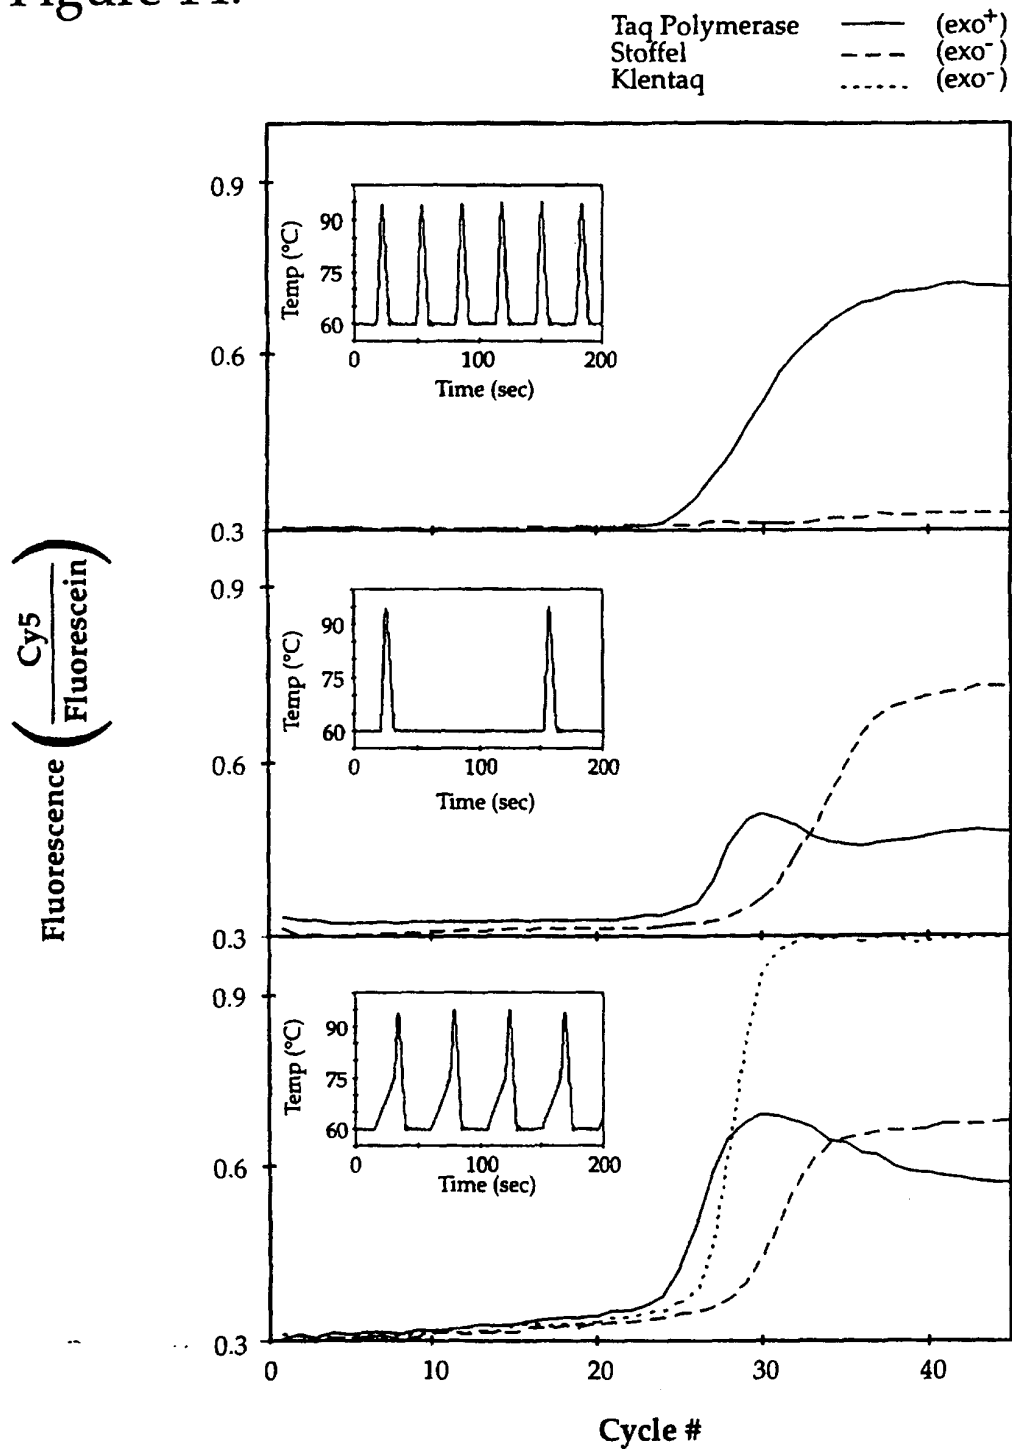 Taq Polymerase (exo⁺)
Stoffel (exo⁻)
Klentaq (exo⁻)
Fluorescence ( Cy5 / Fluorescein )
0.9
0.6
0.3
Temp (°C)
90
75
60
0 100 200
Time (sec)
0.9
0.6
0.3
Temp (°C)
90
75
60
0 100 200
Time (sec)
0.9
0.6
0.3
Temp (°C)
90
75
60
0 100 200
Time (sec)
0 10 20 30 40
Cycle #